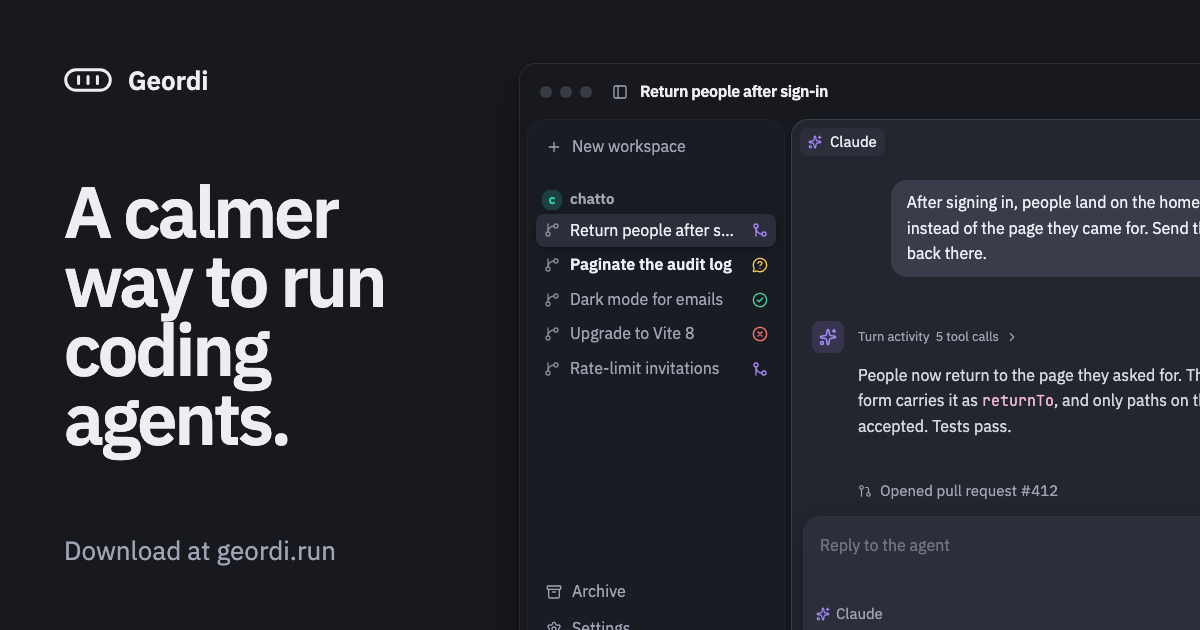 Geordi
A calmer
way to run
coding
agents.
Download at geordi.run
Return people after sign-in
New workspace
c chatto
Return people after s...
Paginate the audit log
Dark mode for emails
Upgrade to Vite 8
Rate-limit invitations
Archive
Settings
Claude
After signing in, people land on the home
instead of the page they came for. Send
back there.
Turn activity 5 tool calls
People now return to the page they asked for.
form carries it as returnTo, and only paths on
accepted. Tests pass.
Opened pull request #412
Reply to the agent
Claude